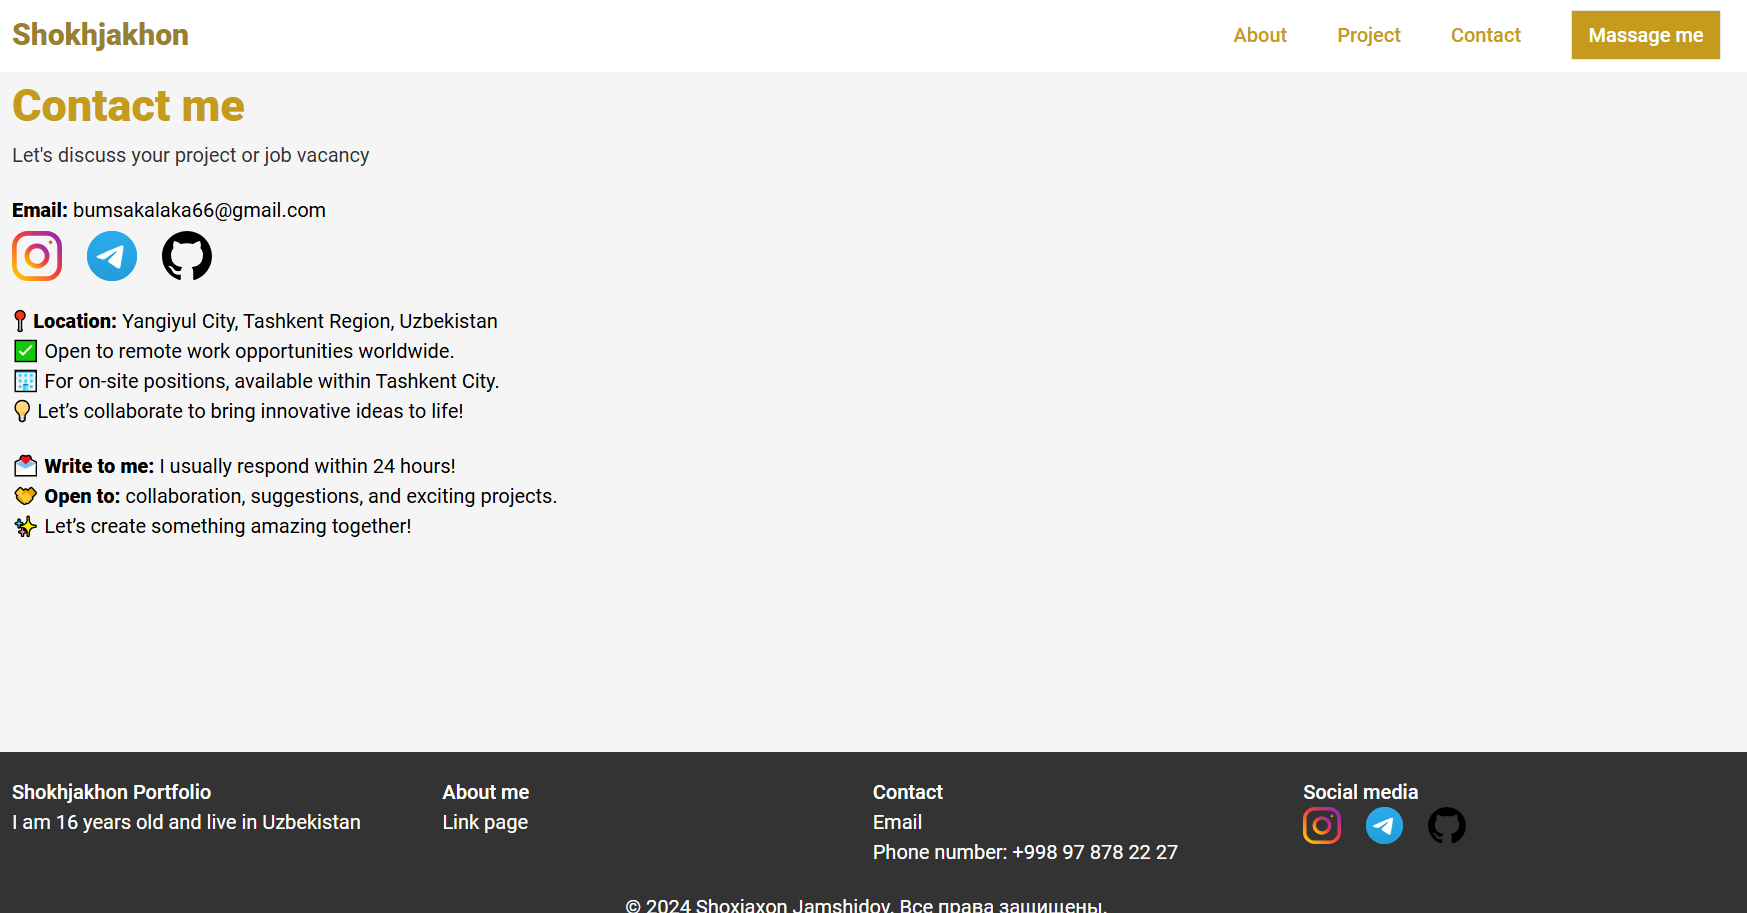 Shokhjakhon
About
Project
Contact
Massage me
Contact me
Let's discuss your project or job vacancy
Email: bumsakalaka66@gmail.com
Location: Yangiyul City, Tashkent Region, Uzbekistan
Open to remote work opportunities worldwide.
For on-site positions, available within Tashkent City.
Let’s collaborate to bring innovative ideas to life!
Write to me: I usually respond within 24 hours!
Open to: collaboration, suggestions, and exciting projects.
Let’s create something amazing together!
Shokhjakhon Portfolio
I am 16 years old and live in Uzbekistan
About me
Link page
Contact
Email
Phone number: +998 97 878 22 27
Social media
© 2024 Shoxjaxon Jamshidov. Все права защищены.